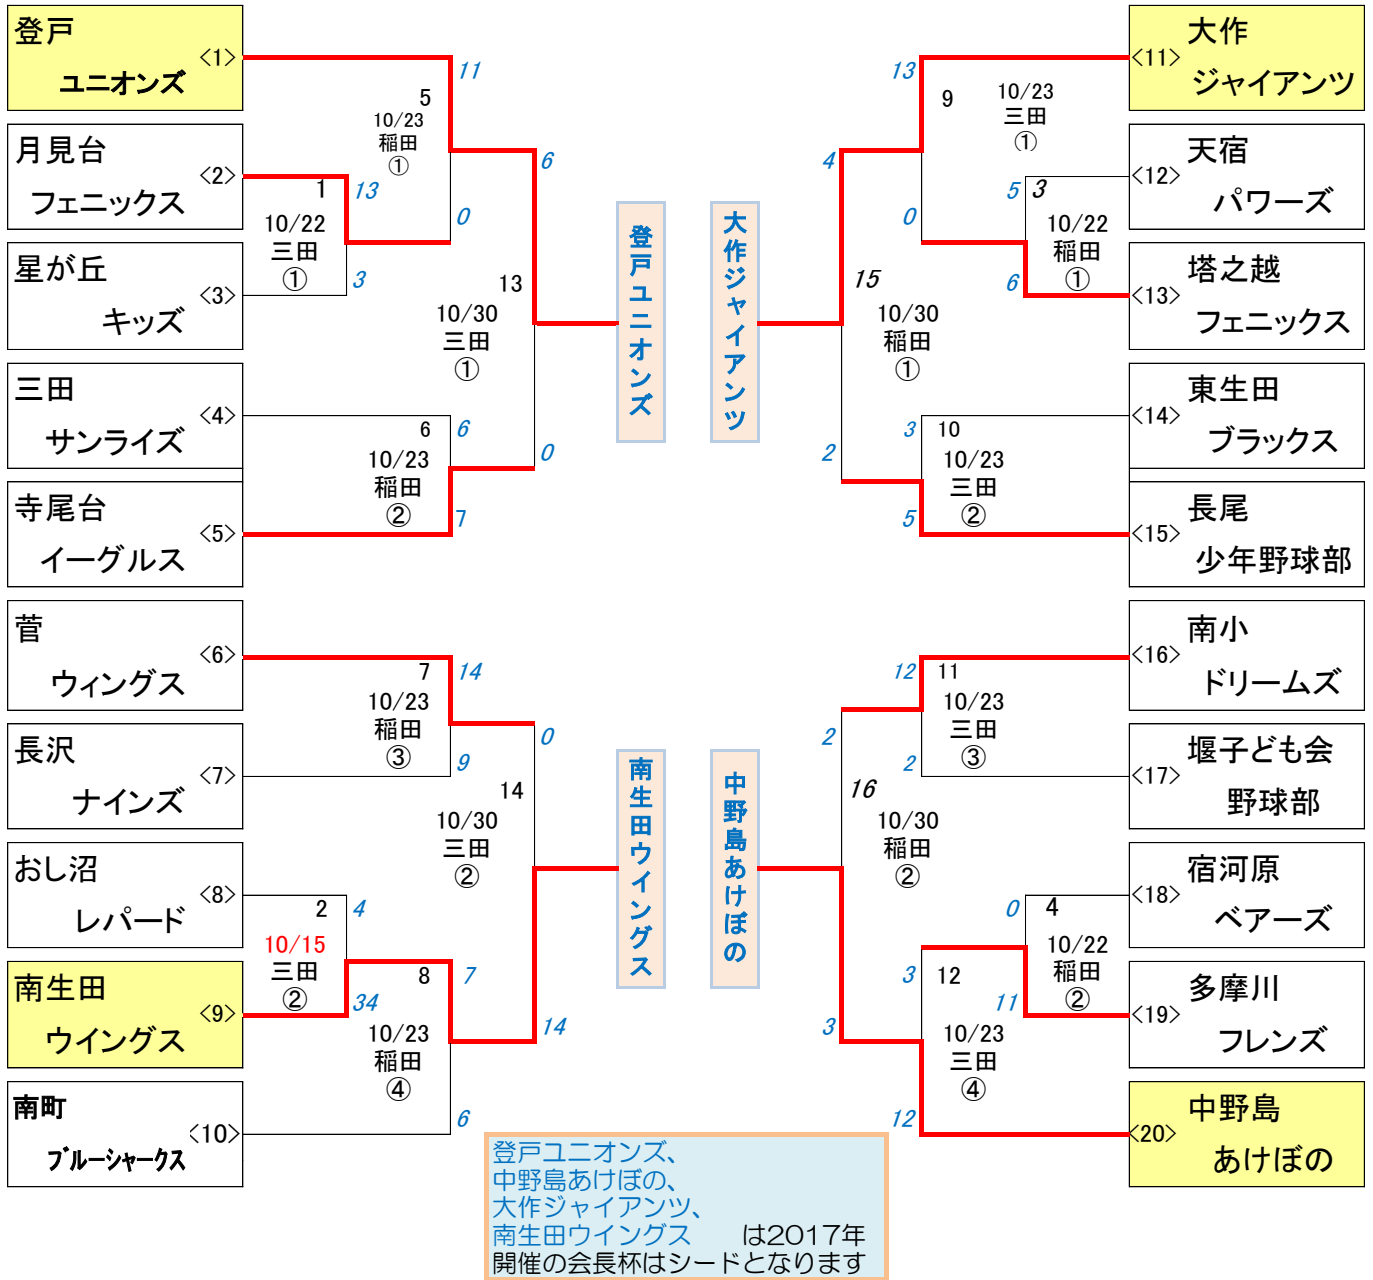 登戸
<1>
ユニオンズ
月見台
<2>
フェニックス
星が丘
<3>
キッズ
三田
<4>
サンライズ
寺尾台
<5>
イーグルス
菅
<6>
ウィングス
長沢
<7>
ナインズ
おし沼
<8>
レパード
南生田
<9>
ウイングス
南町
<10>
ブルーシャークス
11
5
10/23
稲田
①
0
1
13
10/22
三田
①
3
6
13
10/30
三田
①
0
6
6
10/23
稲田
②
7
7
14
10/23
稲田
③
9
0
14
10/30
三田
②
14
2
4
10/15
三田
②
34
8
7
10/23
稲田
④
6
登戸ユニオンズ
南生田ウイングス
大作ジャイアンツ
中野島あけぼの
13
9
10/23
三田
①
0
5
3
10/22
稲田
①
6
4
15
10/30
稲田
①
2
3
10
10/23
三田
②
5
12
11
10/23
三田
③
2
2
16
10/30
稲田
②
3
0
4
10/22
稲田
②
11
3
12
10/23
三田
④
12
大作
<11>
ジャイアンツ
天宿
<12>
パワーズ
塔之越
<13>
フェニックス
東生田
<14>
ブラックス
長尾
<15>
少年野球部
南小
<16>
ドリームズ
堰子ども会
<17>
野球部
宿河原
<18>
ベアーズ
多摩川
<19>
フレンズ
中野島
<20>
あけぼの
登戸ユニオンズ、
中野島あけぼの、
大作ジャイアンツ、
南生田ウイングス　　は2017年
開催の会長杯はシードとなります